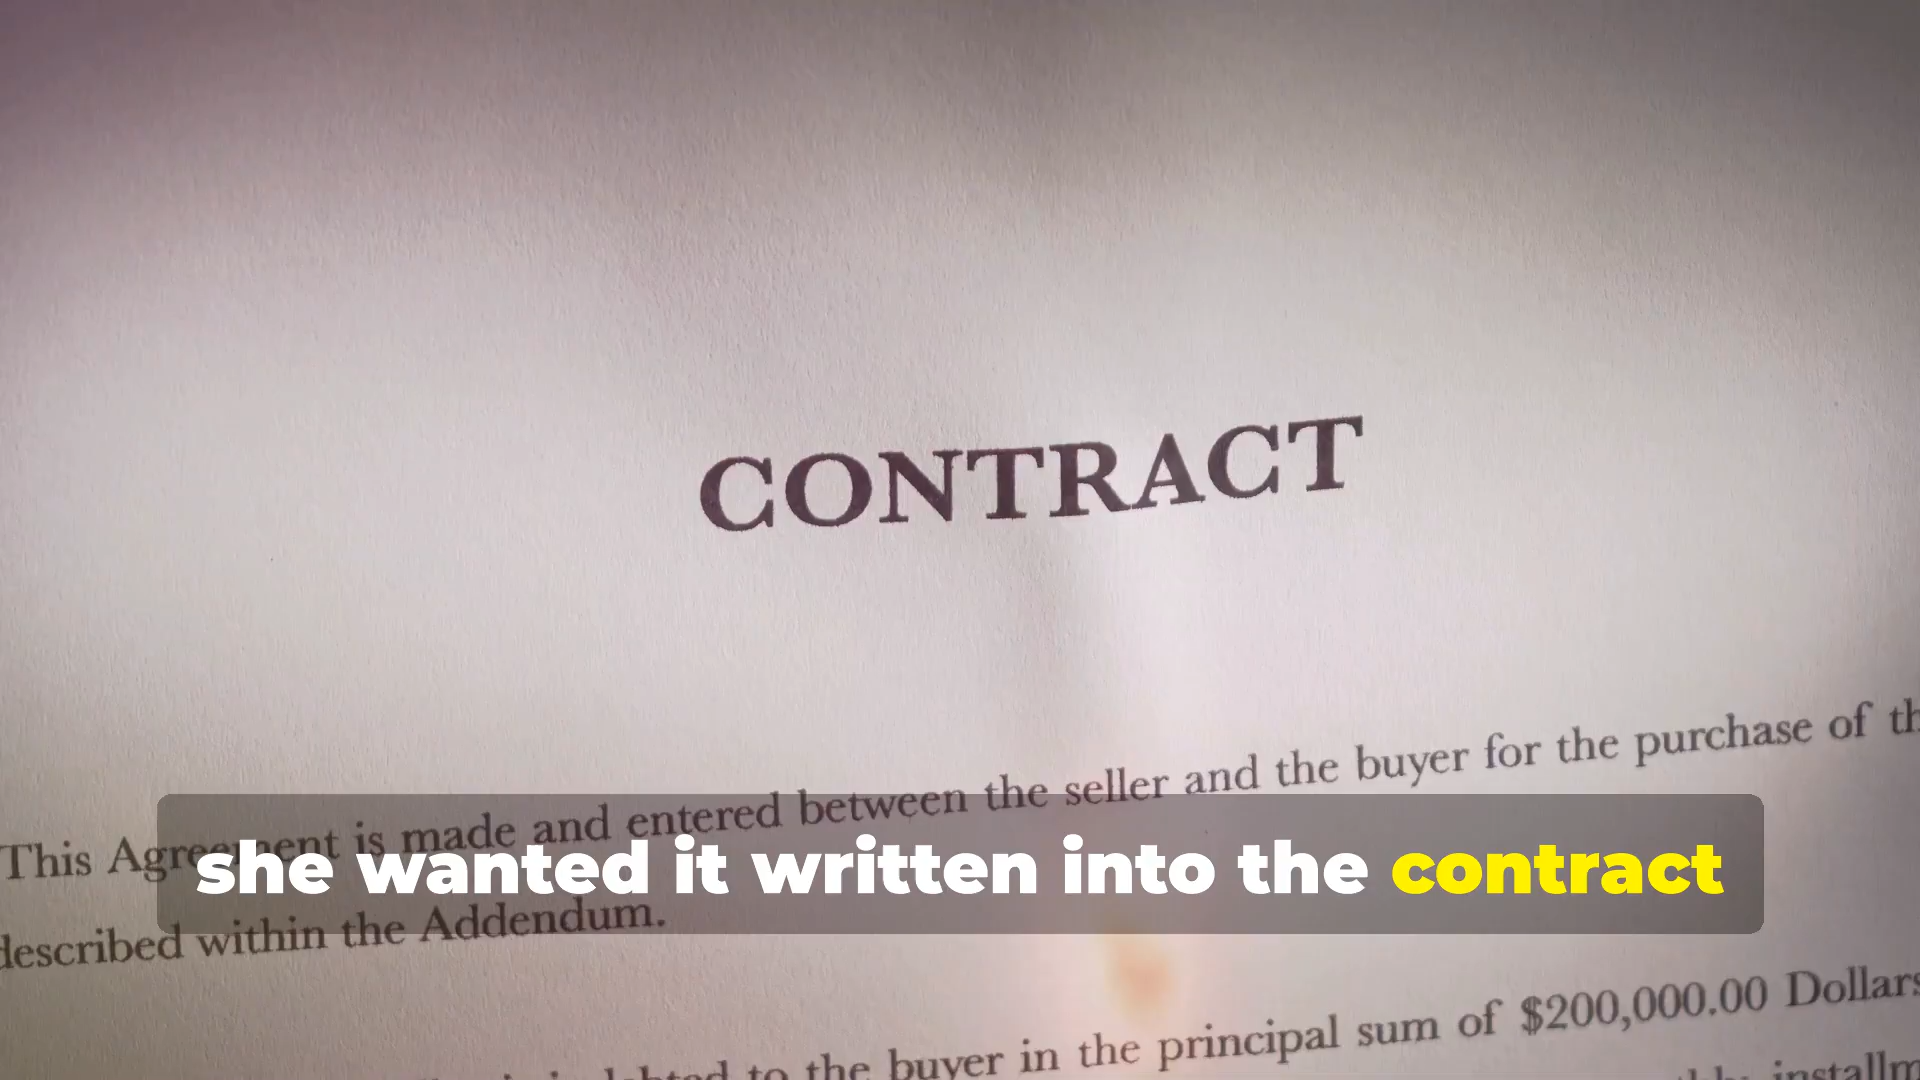 CONTRACT
This Agreement is made and entered between the seller and the buyer for the purchase of
she wanted it written into the contract
described within the Addendum.
to the buyer in the principal sum of $200,000.00 Dollars